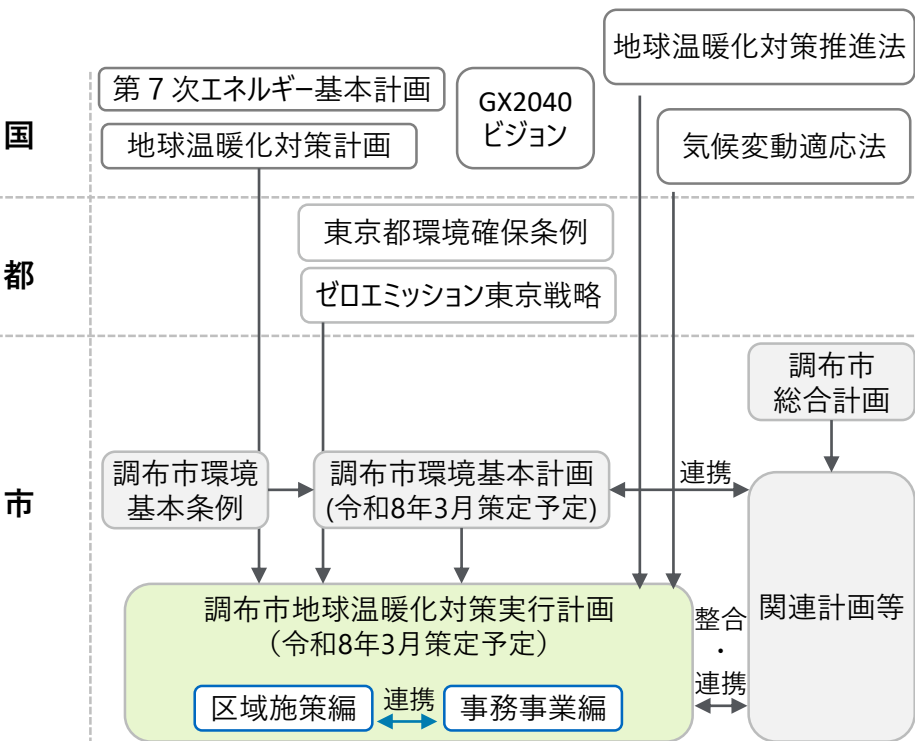 国
第7次エネルギー基本計画
地球温暖化対策計画
GX2040
ビジョン
地球温暖化対策推進法
気候変動適応法
都
東京都環境確保条例
ゼロエミッション東京戦略
市
調布市
総合計画
調布市環境
基本条例
調布市環境基本計画
(令和8年3月策定予定)
連携
関連計画等
調布市地球温暖化対策実行計画
（令和8年3月策定予定）
整合
・
連携
区域施策編
連携
事務事業編